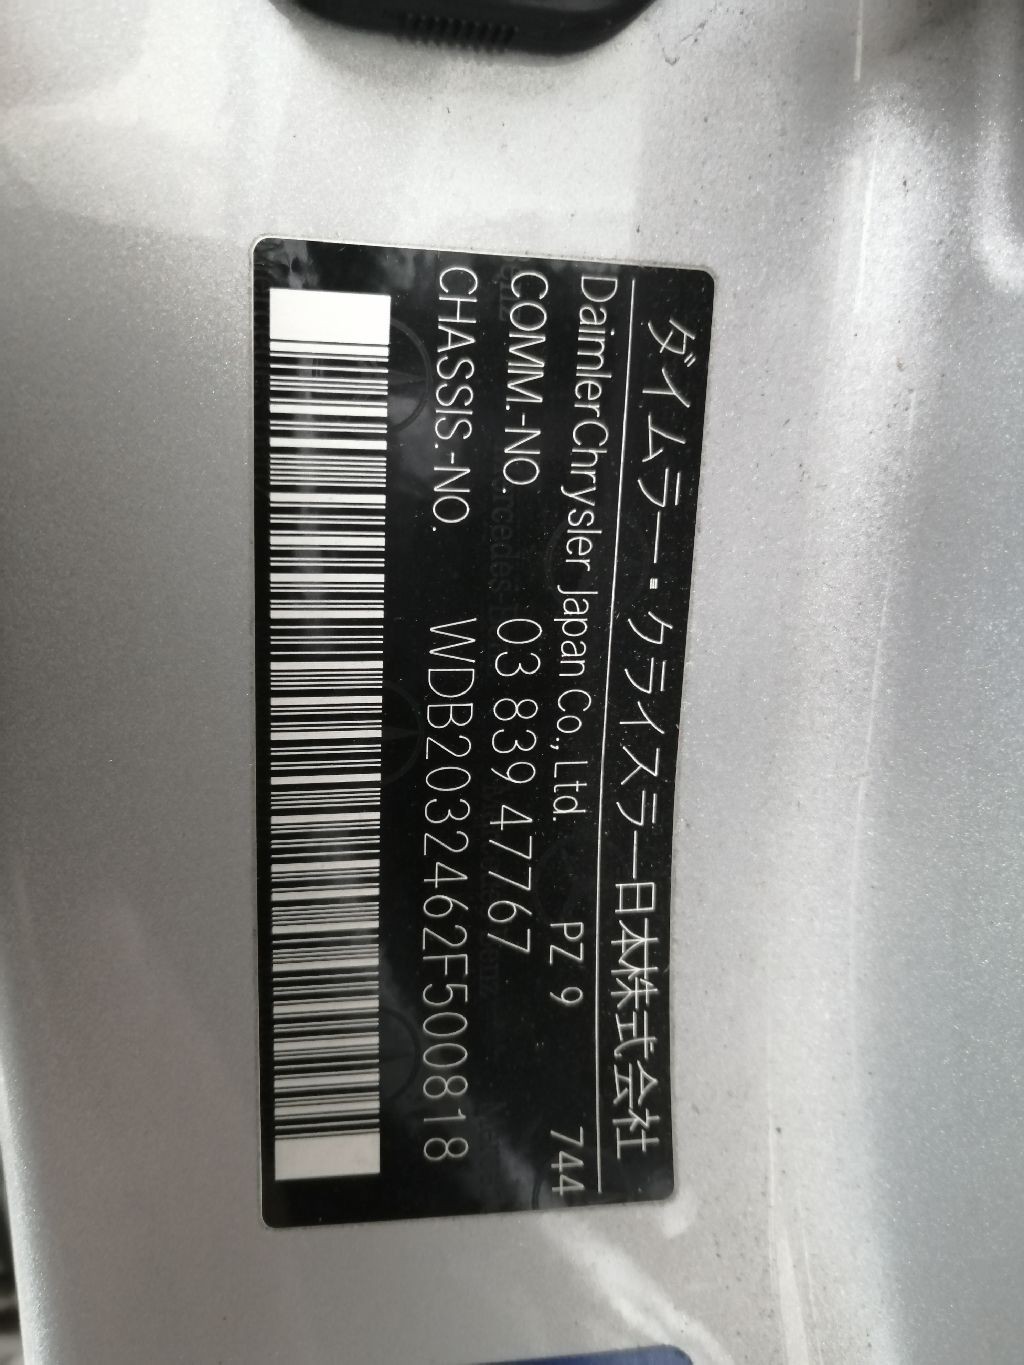 ダイムラー・クライスラー日本株式会社
DaimlerChrysler Japan Co., Ltd. PZ 9 744
COMM.-NO. 03 839 47767
CHASSIS.-NO. WDB2032462F500818